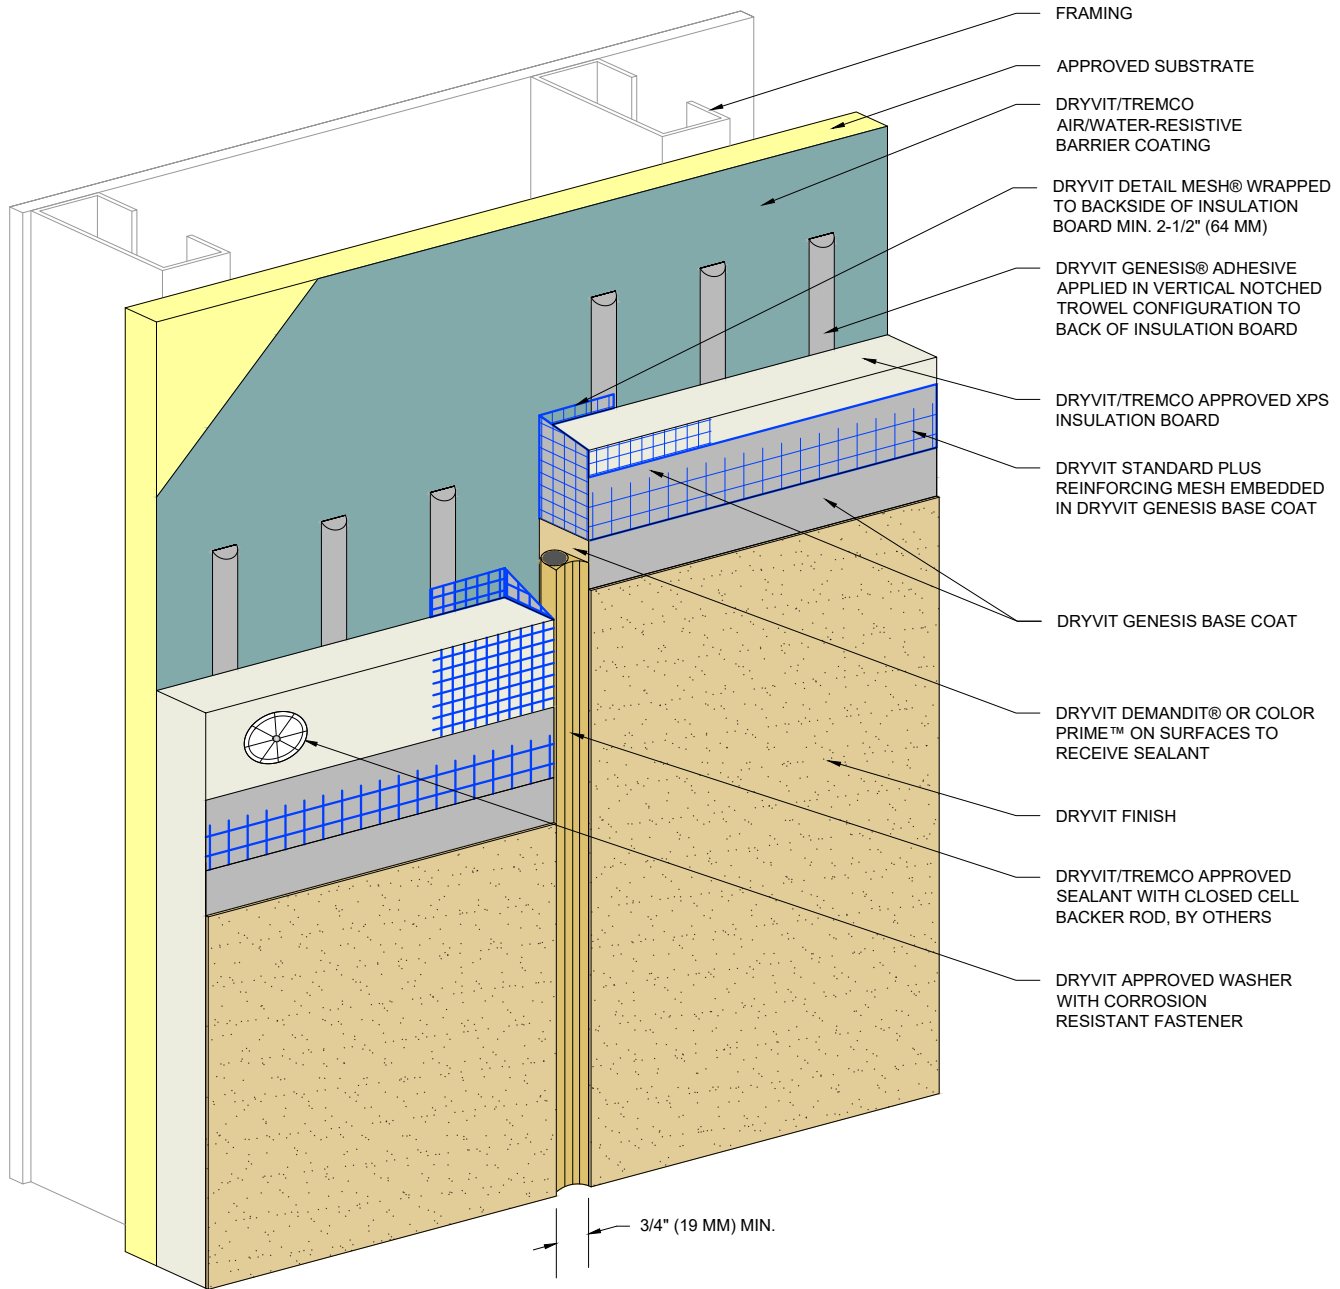 FRAMING
APPROVED SUBSTRATE
DRYVIT/TREMCO
AIR/WATER-RESISTIVE
BARRIER COATING
DRYVIT DETAIL MESH® WRAPPED
TO BACKSIDE OF INSULATION
BOARD MIN. 2-1/2" (64 MM)
DRYVIT GENESIS® ADHESIVE
APPLIED IN VERTICAL NOTCHED
TROWEL CONFIGURATION TO
BACK OF INSULATION BOARD
DRYVIT/TREMCO APPROVED XPS
INSULATION BOARD
DRYVIT STANDARD PLUS
REINFORCING MESH EMBEDDED
IN DRYVIT GENESIS BASE COAT
DRYVIT GENESIS BASE COAT
DRYVIT DEMANDIT® OR COLOR
PRIME™ ON SURFACES TO
RECEIVE SEALANT
DRYVIT FINISH
DRYVIT/TREMCO APPROVED
SEALANT WITH CLOSED CELL
BACKER ROD, BY OTHERS
DRYVIT APPROVED WASHER
WITH CORROSION
RESISTANT FASTENER
3/4" (19 MM) MIN.